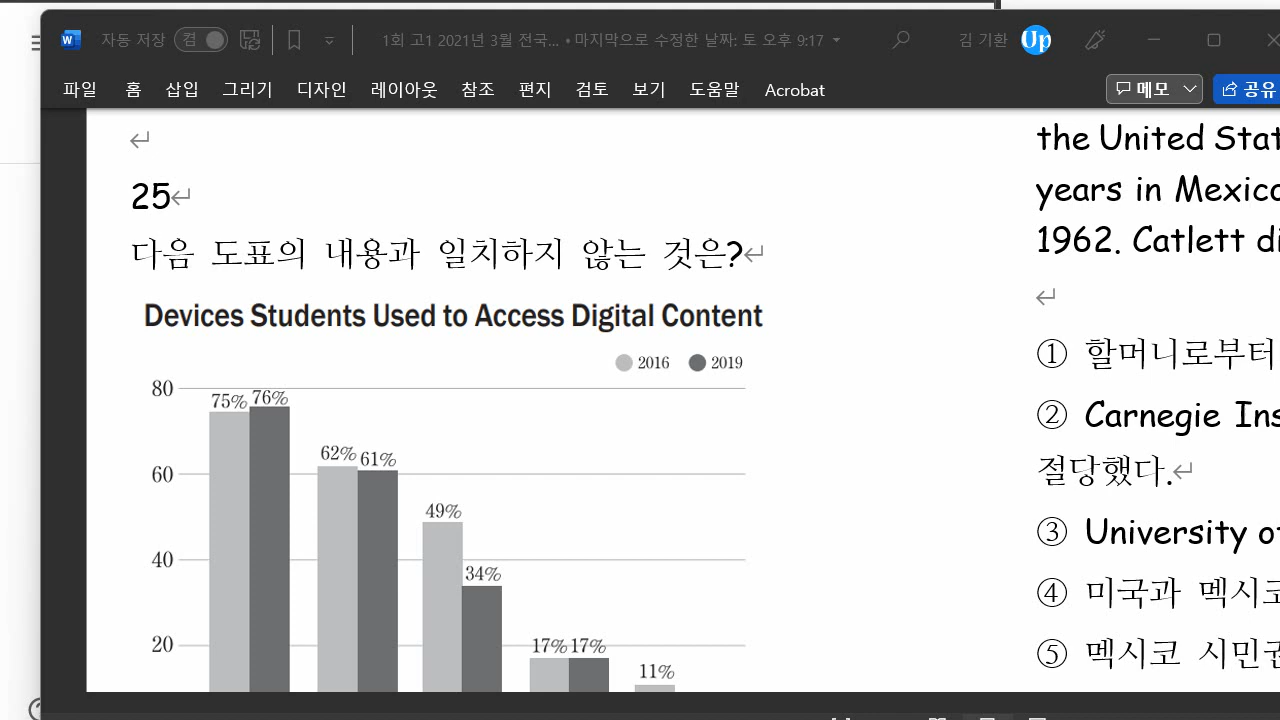 자동 저장 켬 1회 고1 2021년 3월 전국... • 마지막으로 수정한 날짜: 토 오후 9:17 김 기환 Up
파일 홈 삽입 그리기 디자인 레이아웃 참조 편지 검토 보기 도움말 Acrobat 메모 공유
25
다음 도표의 내용과 일치하지 않는 것은?
Devices Students Used to Access Digital Content
2016 2019
80
75% 76%
60
62% 61%
49%
40
34%
20
17% 17%
11%
the United Stat
years in Mexico
1962. Catlett di
① 할머니로부터
② Carnegie Ins
절당했다.
③ University of
④ 미국과 멕시코
⑤ 멕시코 시민권